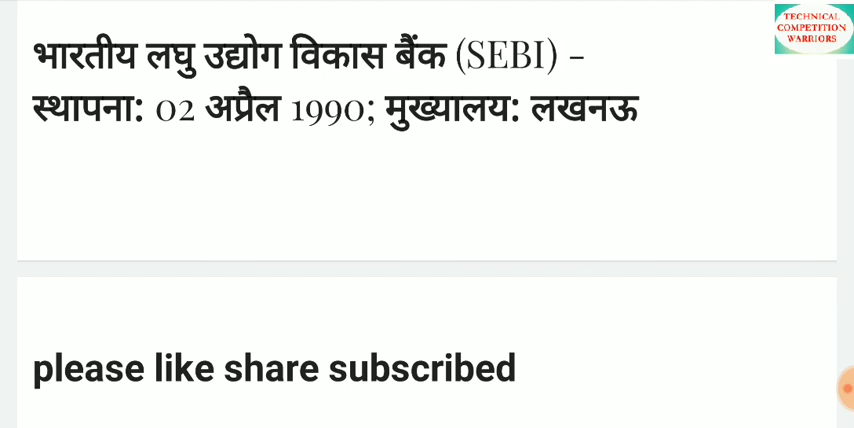 TECHNICAL
COMPETITION
WARRIORS
भारतीय लघु उद्योग विकास बैंक (SEBI) -
स्थापना: 02 अप्रैल 1990; मुख्यालय: लखनऊ
please like share subscribed